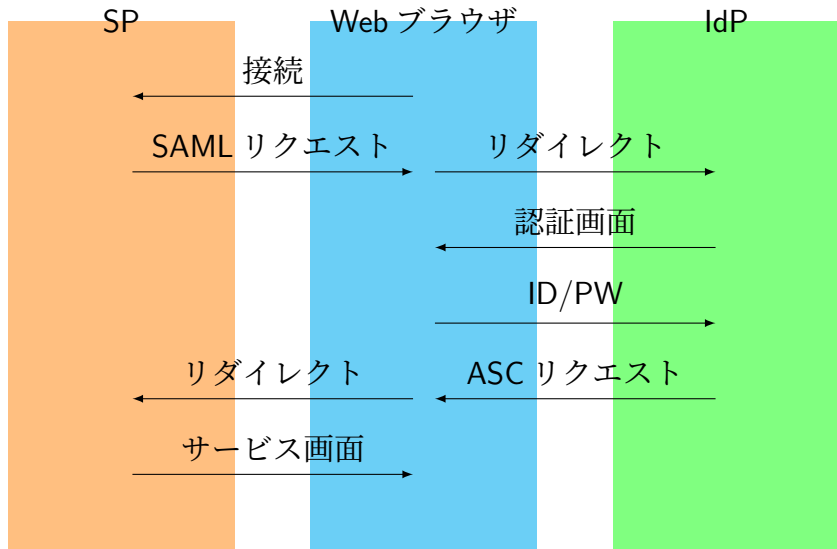 SP
Web ブラウザ
IdP
接続
SAML リクエスト
リダイレクト
認証画面
ID/PW
リダイレクト
ASC リクエスト
サービス画面